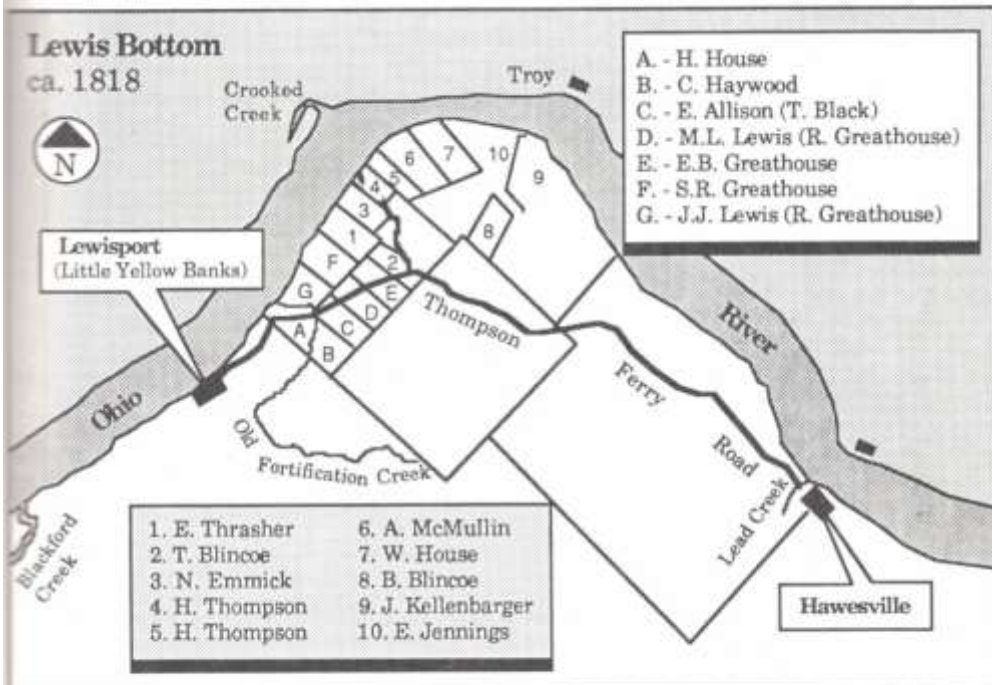 Lewis Bottom
ca. 1818
N
Crooked
Creek
Troy
A. - H. House
B. - C. Haywood
C. - E. Allison (T. Black)
D. - M.L. Lewis (R. Greathouse)
E. - E.B. Greathouse
F. - S.R. Greathouse
G. - J.J. Lewis (R. Greathouse)
Lewisport
(Little Yellow Banks)
6
7
10
9
5
4
3
8
1
2
F
E
G
D
A
C
B
Thompson
Ferry
Road
Ohio
River
Old
Fortification Creek
Lead Creek
Blackford
Creek
Hawesville
1. E. Thrasher
2. T. Blincoe
3. N. Emmick
4. H. Thompson
5. H. Thompson
6. A. McMullin
7. W. House
8. B. Blincoe
9. J. Kellenbarger
10. E. Jennings